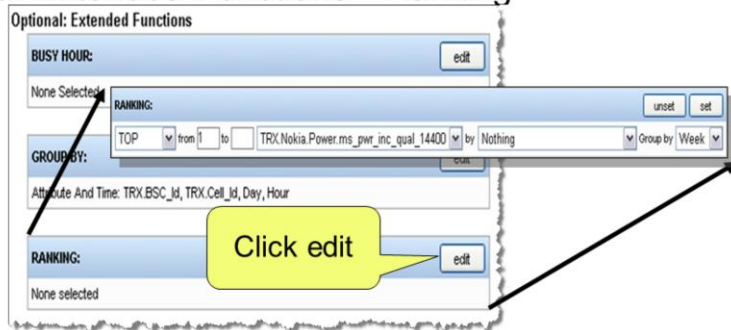 Optional: Extended Functions
BUSY HOUR:
edit
None Selected
RANKING:
unset
set
TOP from 1 to TRX.Nokia.Power.ms_pwr_inc_qual_14400 by Nothing Group by Week
GROUP BY:
edit
Attribute And Time: TRX.BSC_Id, TRX.Cell_Id, Day, Hour
Click edit
RANKING:
edit
None selected